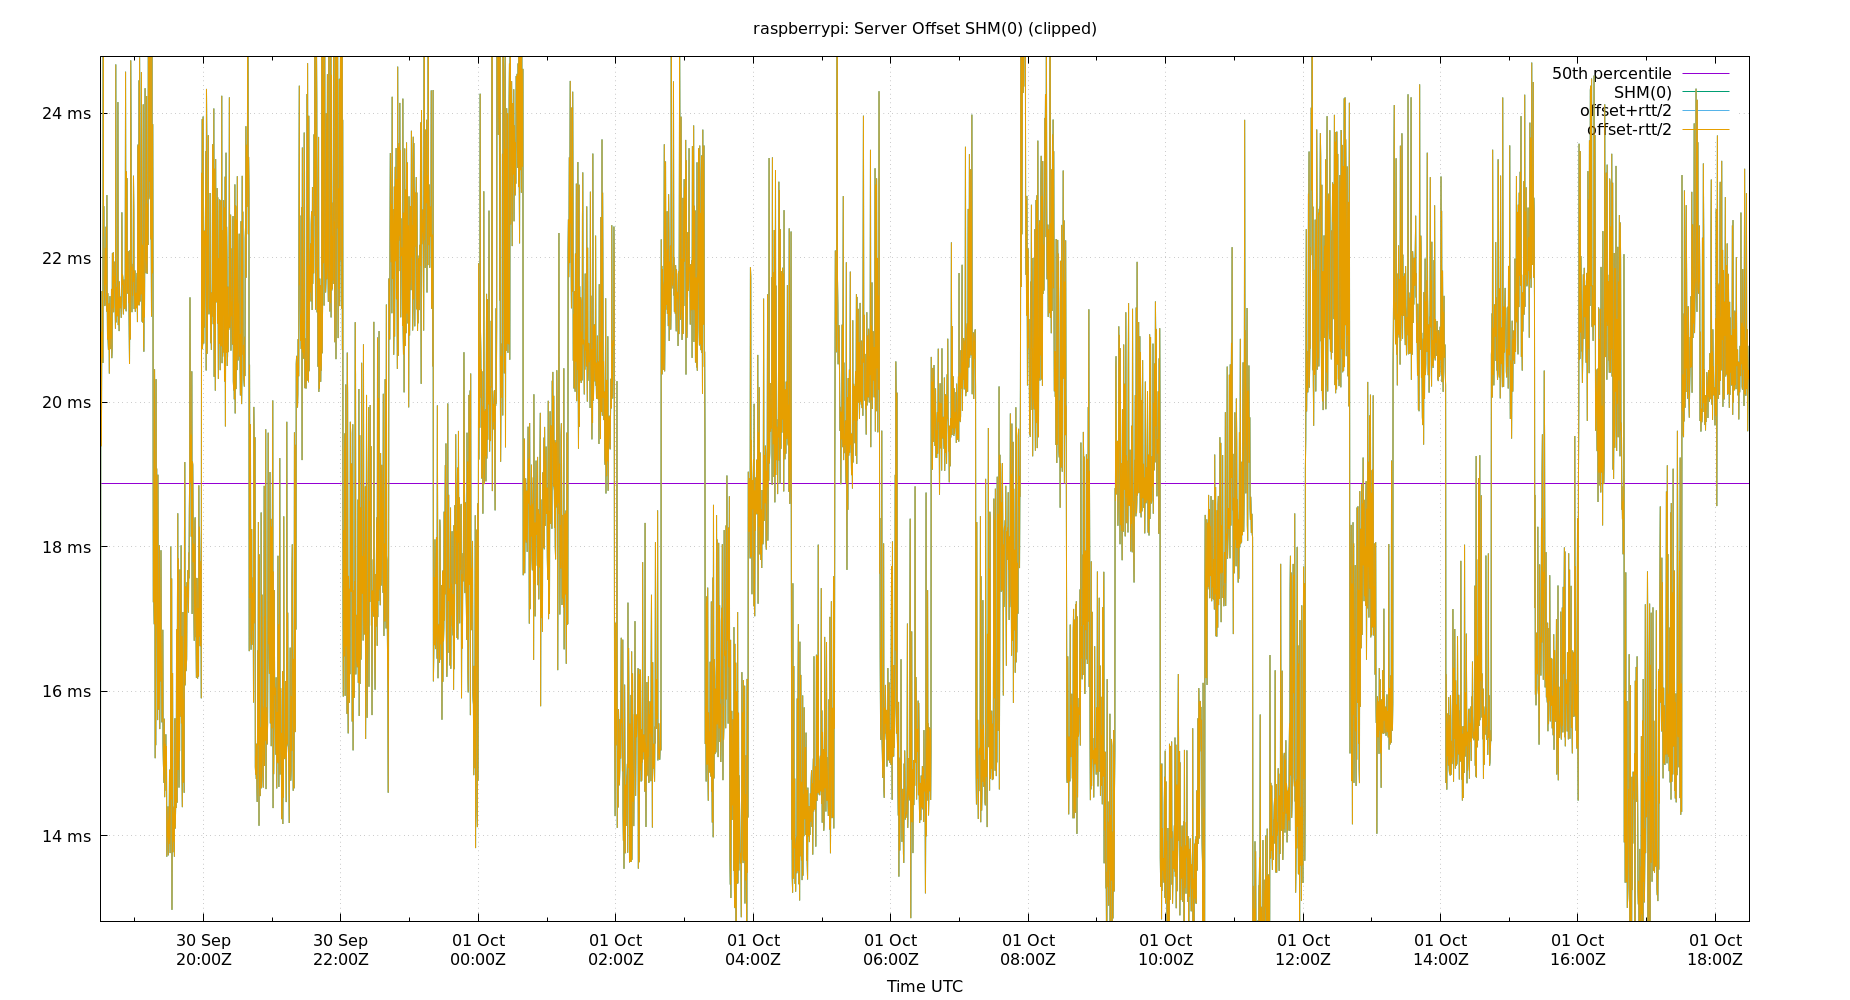 raspberrypi: Server Offset SHM(0) (clipped)
50th percentile
SHM(0)
offset+rtt/2
offset-rtt/2
24 ms
22 ms
20 ms
18 ms
16 ms
14 ms
30 Sep 30 Sep 01 Oct 01 Oct 01 Oct 01 Oct 01 Oct 01 Oct 01 Oct 01 Oct 01 Oct 01 Oct
20:00Z 22:00Z 00:00Z 02:00Z 04:00Z 06:00Z 08:00Z 10:00Z 12:00Z 14:00Z 16:00Z 18:00Z
Time UTC